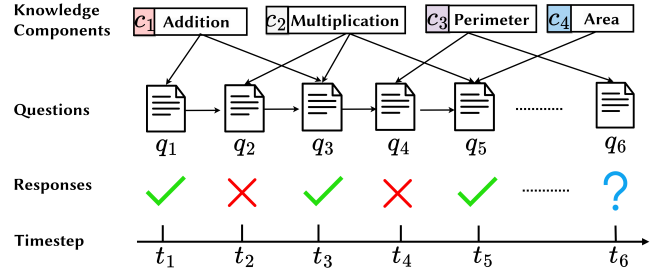 Knowledge Components
c1 Addition
c2 Multiplication
c3 Perimeter
c4 Area
Questions
q1 q2 q3 q4 q5 q6
Responses
?
Timestep
t1 t2 t3 t4 t5 t6